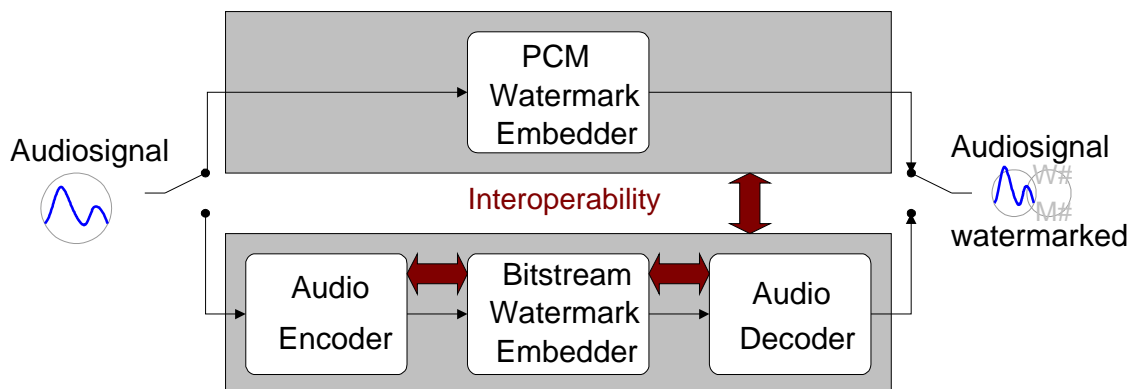 PCM
Watermark
Embedder
Audiosignal
Audiosignal
W#
M#
watermarked
Interoperability
Audio
Encoder
Bitstream
Watermark
Embedder
Audio
Decoder